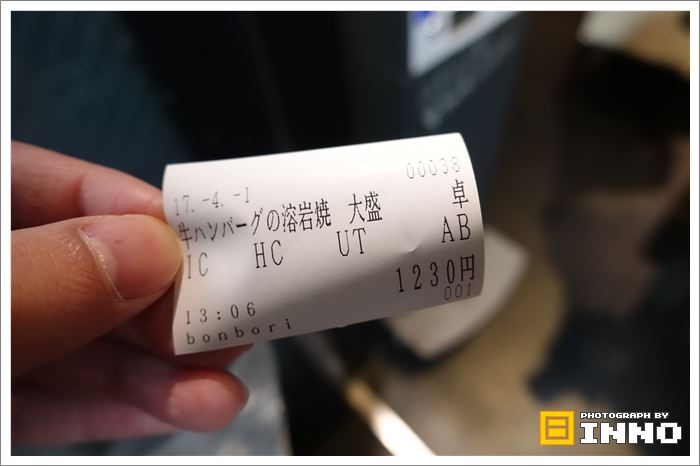 00038
17.-4.-1
牛ハンバーグの溶岩焼 大盛 卓
IC HC UT AB
1230円
13:06 001
bonbori
PHOTOGRAPH BY
INNO